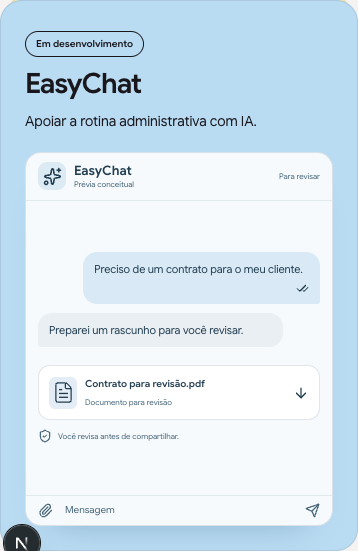 Em desenvolvimento
EasyChat
Apoiar a rotina administrativa com IA.
EasyChat
Prévia conceitual
Para revisar
Preciso de um contrato para o meu cliente.
Preparei um rascunho para você revisar.
Contrato para revisão.pdf
Documento para revisão
Você revisa antes de compartilhar.
Mensagem
N